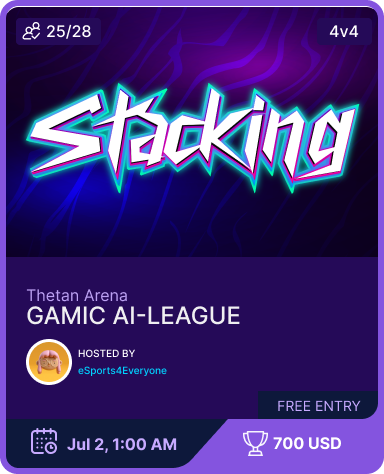 25/28
4v4
Stacking
Thetan Arena
GAMIC AI-LEAGUE
HOSTED BY
eSports4Everyone
FREE ENTRY
Jul 2, 1:00 AM
700 USD